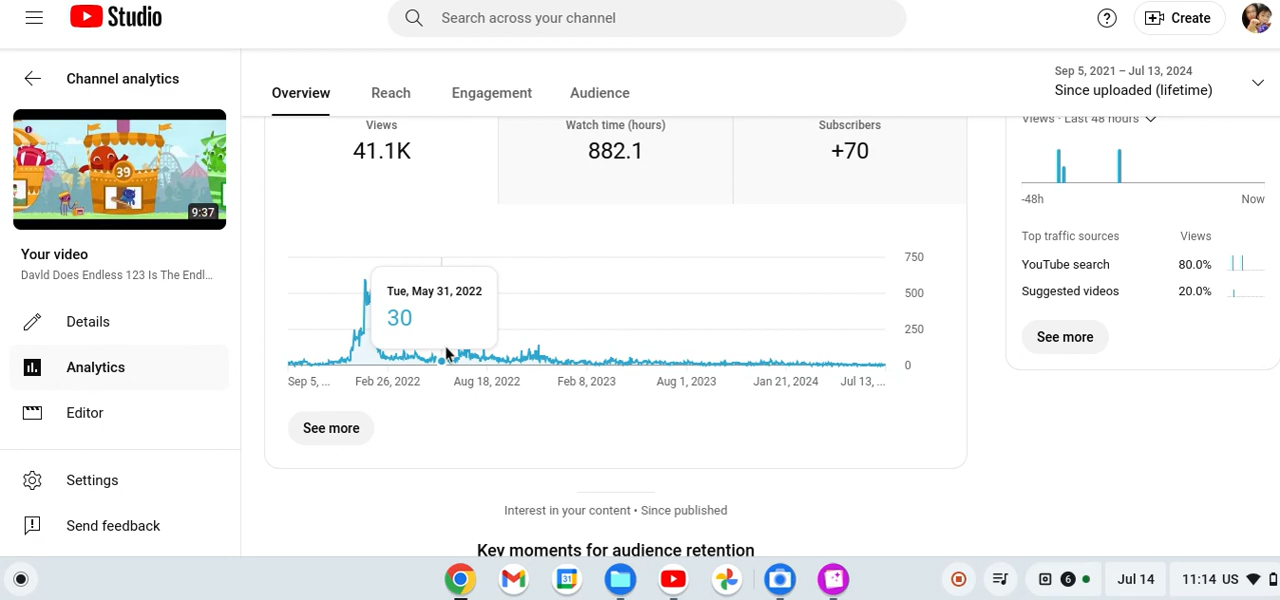 Studio
Search across your channel
Create
Channel analytics
Overview
Reach
Engagement
Audience
Sep 5, 2021 – Jul 13, 2024
Since uploaded (lifetime)
39
9:37
Your video
Davld Does Endless 123 Is The Endl...
Details
Analytics
Editor
Settings
Send feedback
Views
41.1K
Watch time (hours)
882.1
Subscribers
+70
750
500
250
0
Tue, May 31, 2022
30
Sep 5, ...
Feb 26, 2022
Aug 18, 2022
Feb 8, 2023
Aug 1, 2023
Jan 21, 2024
Jul 13, ...
See more
Interest in your content • Since published
Key moments for audience retention
Views · Last 48 hours
-48h
Now
Top traffic sources
Views
YouTube search
80.0%
Suggested videos
20.0%
See more
31
6
Jul 14
11:14 US